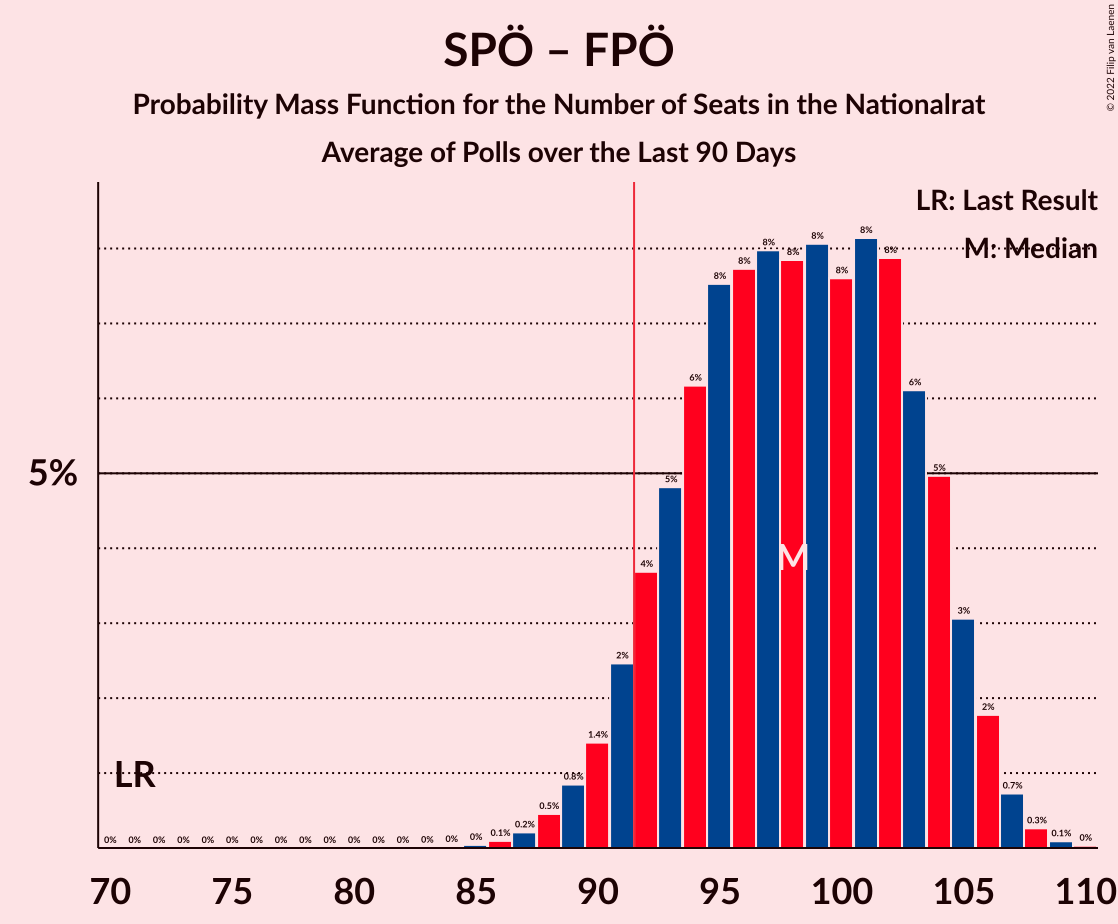 SPÖ – FPÖ
Probability Mass Function for the Number of Seats in the Nationalrat
Average of Polls over the Last 90 Days
© 2022 Filip van Laenen
LR: Last Result
M: Median
5%
LR
M
0% 0% 0% 0% 0% 0% 0% 0% 0% 0% 0% 0% 0% 0% 0% 0% 0.1% 0.2% 0.5% 0.8% 1.4% 2% 4% 5% 6% 8% 8% 8% 8% 8% 8% 8% 8% 6% 5% 3% 2% 0.7% 0.3% 0.1% 0%
70 75 80 85 90 95 100 105 110